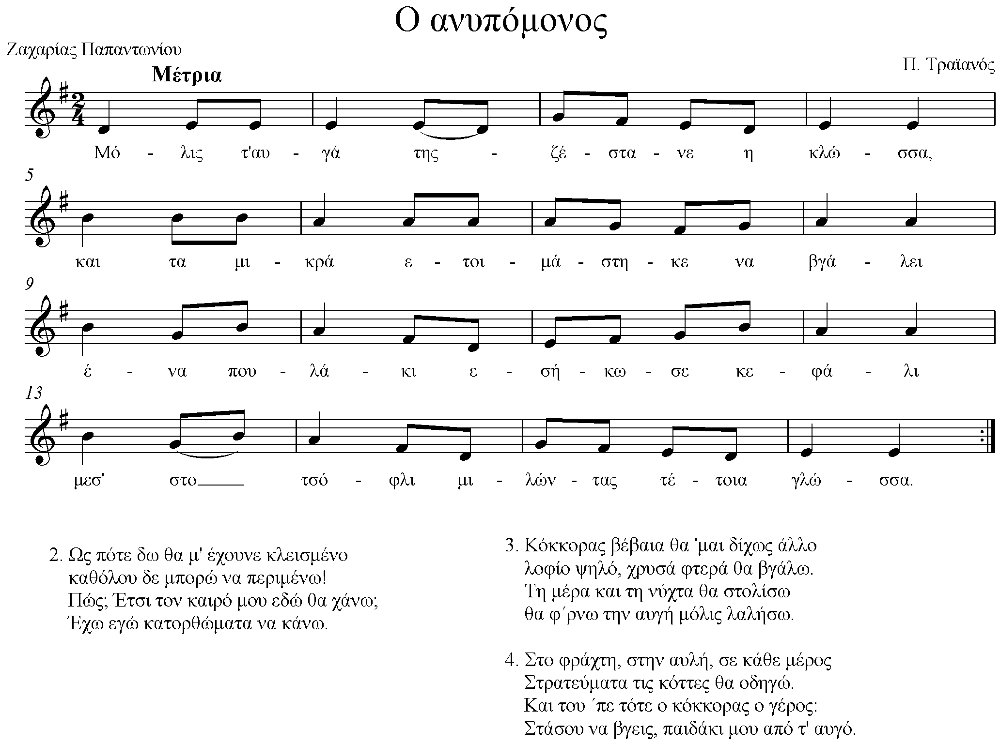 Ο ανυπόμονος
Ζαχαρίας Παπαντωνίου
Π. Τραϊανός
Μέτρια
2
4
Μό - λις τ'αυ - γά της - ζέ - στα - νε η κλώ - σσα,
5
και τα μι - κρά ε - τοι - μά - στη - κε να βγά - λει
9
έ - να που - λά - κι ε - σή - κω - σε κε - φά - λι
13
μεσ' στο____ τσό - φλι μι - λών - τας τέ - τοια γλώ - σσα.
2. Ως πότε δω θα μ' έχουνε κλεισμένο
καθόλου δε μπορώ να περιμένω!
Πώς; Έτσι τον καιρό μου εδώ θα χάνω;
Έχω εγώ κατορθώματα να κάνω.
3. Κόκκορας βέβαια θα 'μαι δίχως άλλο
λοφίο ψηλό, χρυσά φτερά θα βγάλω.
Τη μέρα και τη νύχτα θα στολίσω
θα φ΄ρνω την αυγή μόλις λαλήσω.
4. Στο φράχτη, στην αυλή, σε κάθε μέρος
Στρατεύματα τις κόττες θα οδηγώ.
Και του ΄πε τότε ο κόκκορας ο γέρος:
Στάσου να βγεις, παιδάκι μου από τ' αυγό.